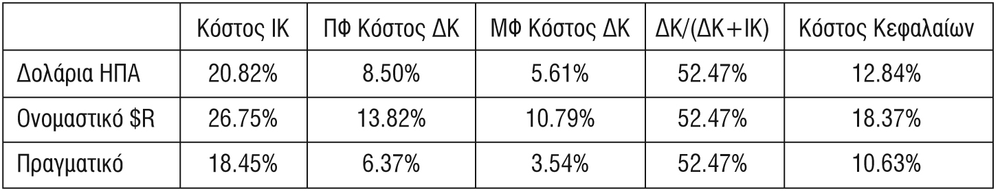 Κόστος ΙΚ ΠΦ Κόστος ΔΚ ΜΦ Κόστος ΔΚ ΔΚ/(ΔΚ+ΙΚ) Κόστος Κεφαλαίων
Δολάρια ΗΠΑ 20.82% 8.50% 5.61% 52.47% 12.84%
Ονομαστικό $R 26.75% 13.82% 10.79% 52.47% 18.37%
Πραγματικό 18.45% 6.37% 3.54% 52.47% 10.63%